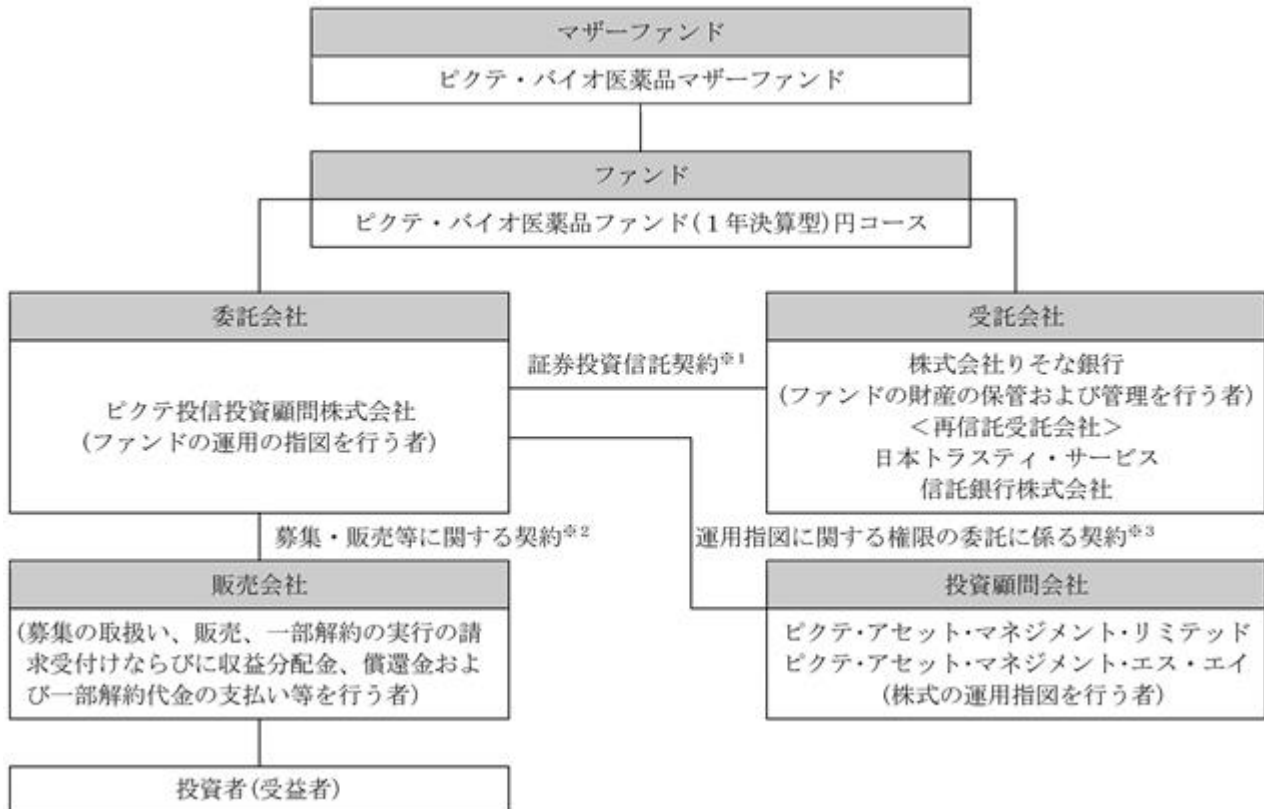 マザーファンド
ピクテ・バイオ医薬品マザーファンド
ファンド
ピクテ・バイオ医薬品ファンド(1年決算型)円コース
委託会社
ピクテ投信投資顧問株式会社
(ファンドの運用の指図を行う者)
証券投資信託契約※1
受託会社
株式会社りそな銀行
(ファンドの財産の保管および管理を行う者)
<再信託受託会社>
日本トラスティ・サービス
信託銀行株式会社
募集・販売等に関する契約※2
運用指図に関する権限の委託に係る契約※3
販売会社
(募集の取扱い、販売、一部解約の実行の請
求受付けならびに収益分配金、償還金およ
び一部解約代金の支払い等を行う者)
投資顧問会社
ピクテ・アセット・マネジメント・リミテッド
ピクテ・アセット・マネジメント・エス・エイ
(株式の運用指図を行う者)
投資者(受益者)